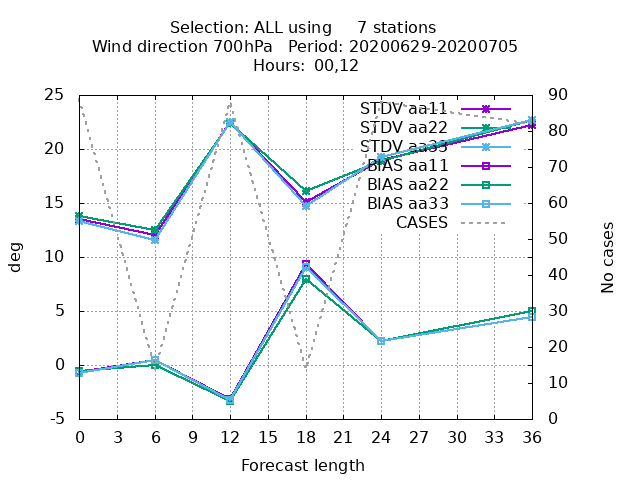 Selection: ALL using 7 stations
Wind direction 700hPa Period: 20200629-20200705
Hours: 00,12
25
20
15
10
5
0
-5
deg
90
80
70
60
50
40
30
20
10
0
No cases
STDV aa11
STDV aa22
STDV aa33
BIAS aa11
BIAS aa22
BIAS aa33
CASES
0 3 6 9 12 15 18 21 24 27 30 33 36
Forecast length